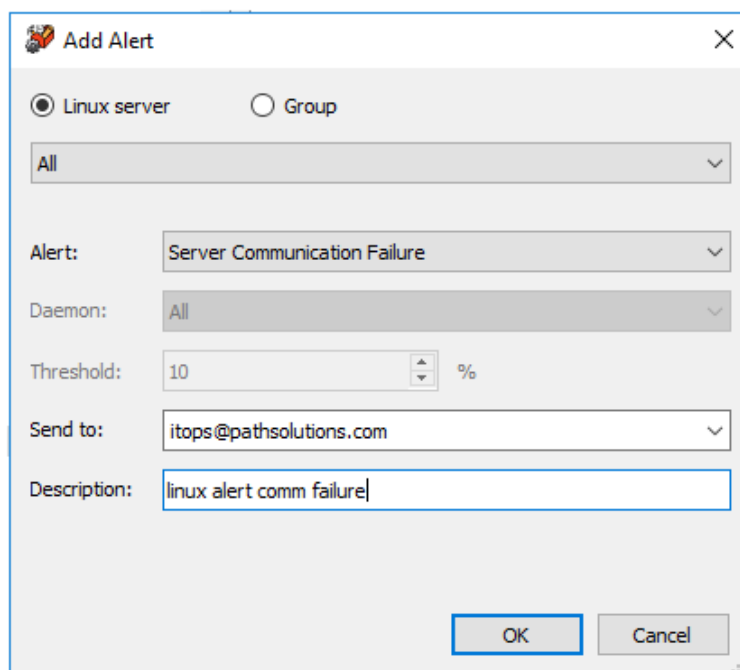 Add Alert
Linux server Group
All
Alert: Server Communication Failure
Daemon: All
Threshold: 10 %
Send to: itops@pathsolutions.com
Description: linux alert comm failure
OK Cancel